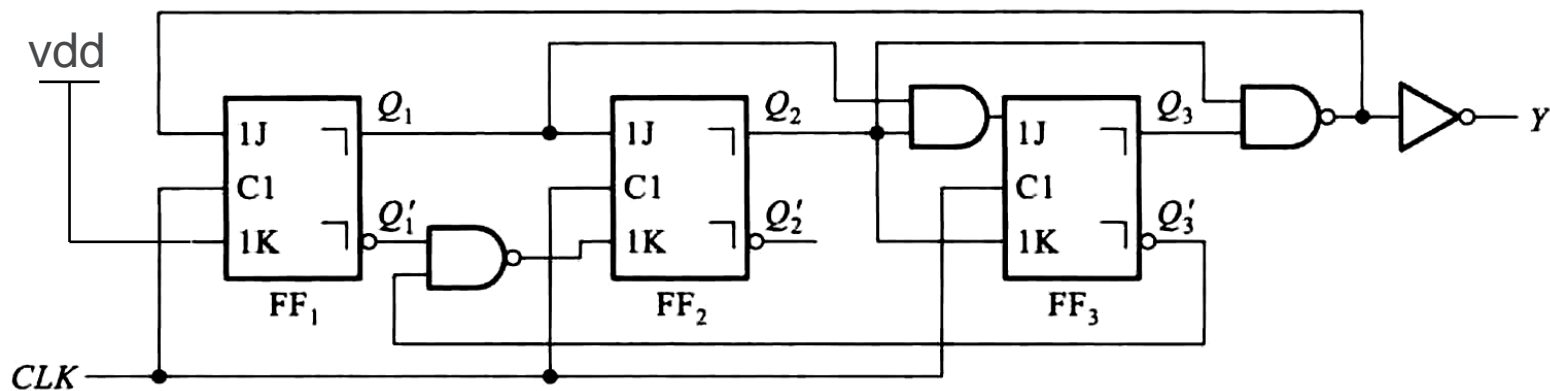 vdd
Q₁ Q₂ Q₃
1J 1J 1J Y
C1 C1 C1
Q₁′ Q₂′ Q₃′
1K 1K 1K
FF₁ FF₂ FF₃
CLK